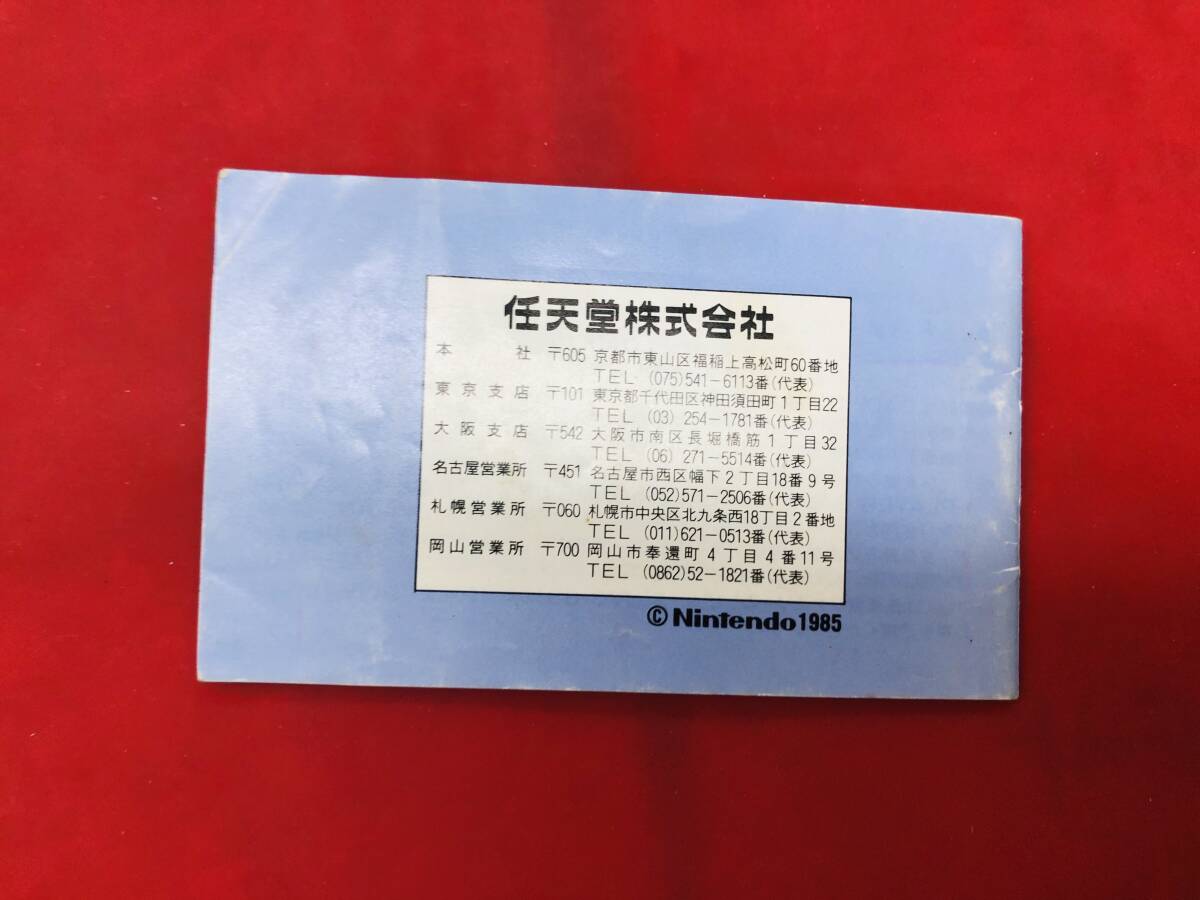 任天堂株式会社
本社 〒605 京都市東山区福稲上高松町60番地
TEL (075)541-6113番(代表)
東京支店 〒101 東京都千代田区神田須田町1丁目22
TEL (03) 254-1781番(代表)
大阪支店 〒542 大阪市南区長堀橋筋1丁目32
TEL (06) 271-5514番(代表)
名古屋営業所 〒451 名古屋市西区幅下2丁目18番9号
TEL (052)571-2506番(代表)
札幌営業所 〒060 札幌市中央区北九条西18丁目2番地
TEL (011)621-0513番(代表)
岡山営業所 〒700 岡山市奉還町4丁目4番11号
TEL (0862)52-1821番(代表)
©Nintendo1985